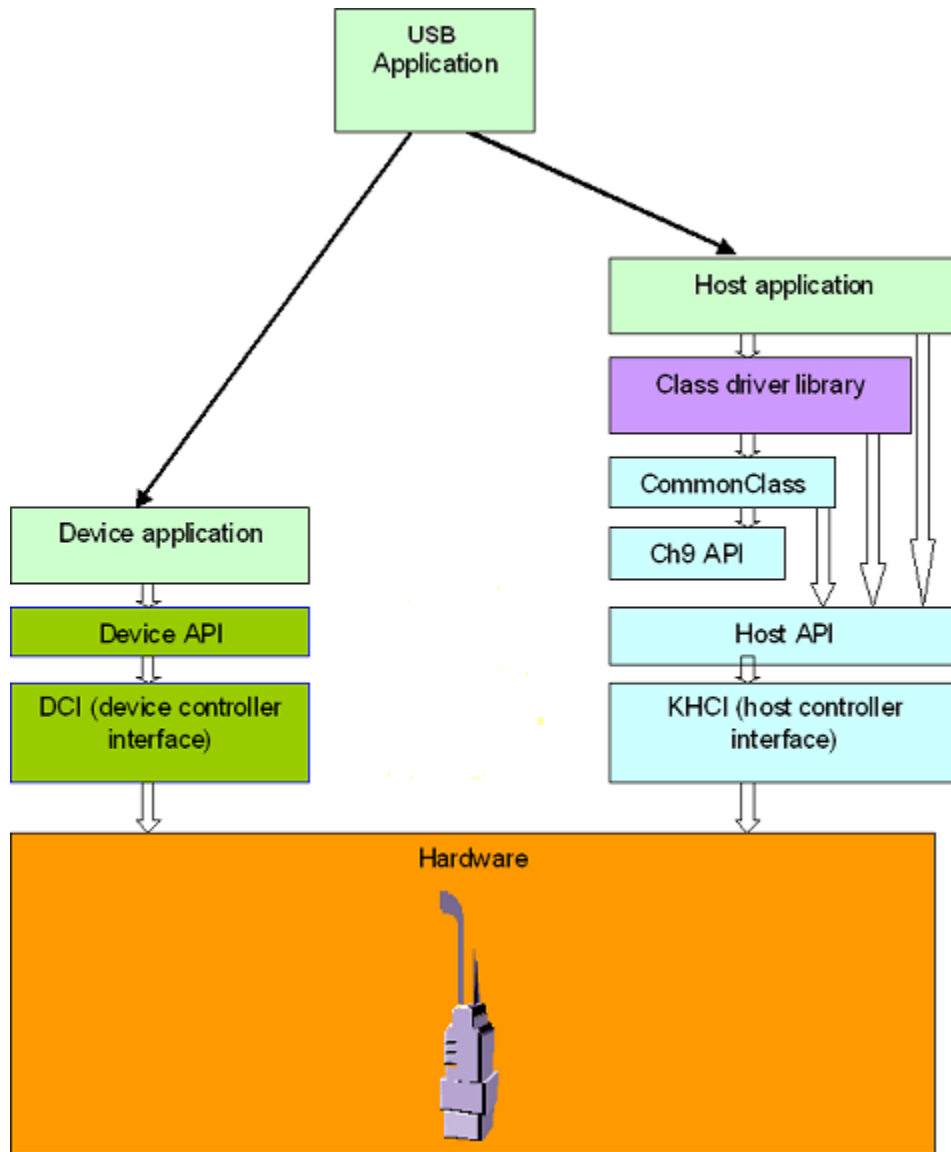 USB
Application
Host application
Class driver library
CommonClass
Ch9 API
Device application
Device API
Host API
DCI (device controller
interface)
KHCI (host controller
interface)
Hardware